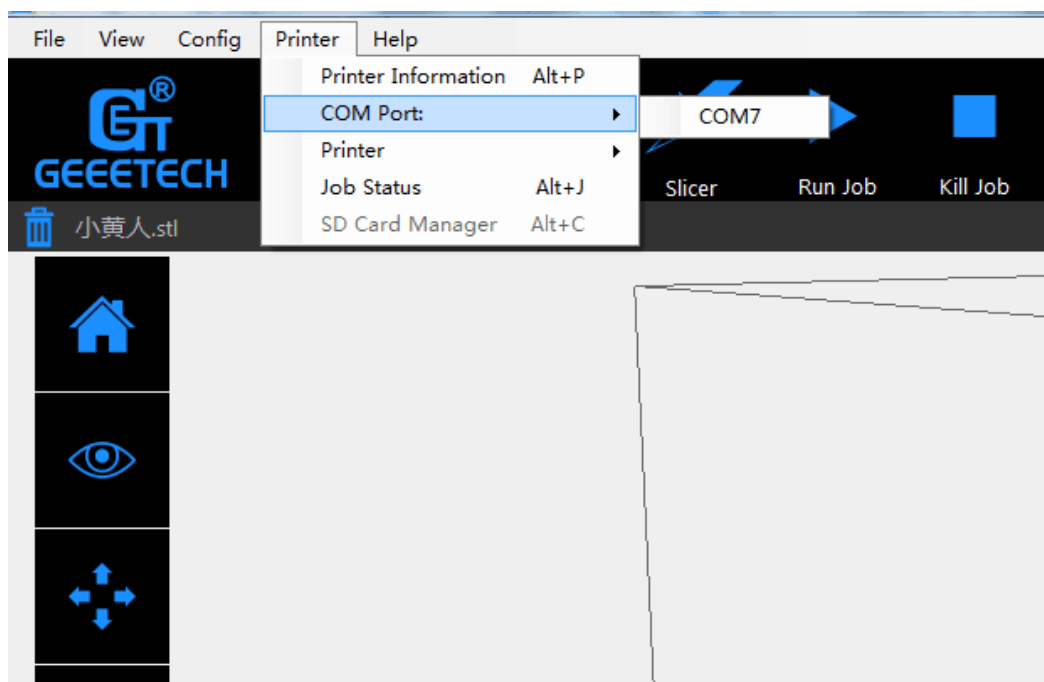 File View Config Printer Help
Printer Information Alt+P
COM Port:
COM7
Printer
Job Status Alt+J
SD Card Manager Alt+C
GT®
GEEETECH
Slicer Run Job Kill Job
小黄人.stl